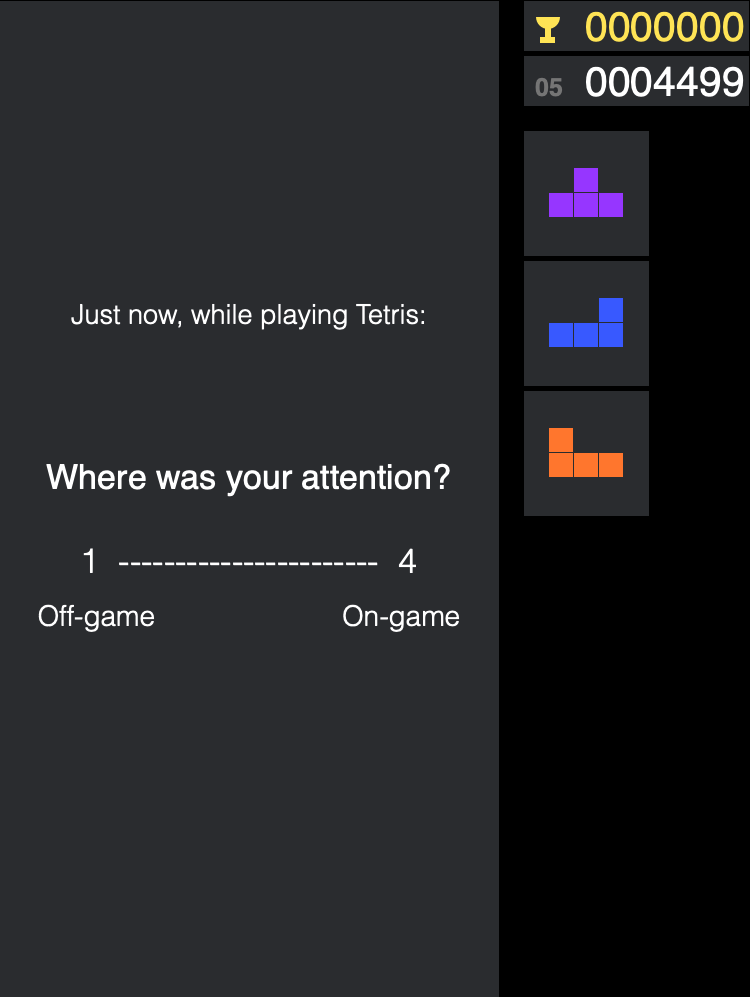 0000000
05 0004499
Just now, while playing Tetris:
Where was your attention?
1 ----------------------- 4
Off-game On-game